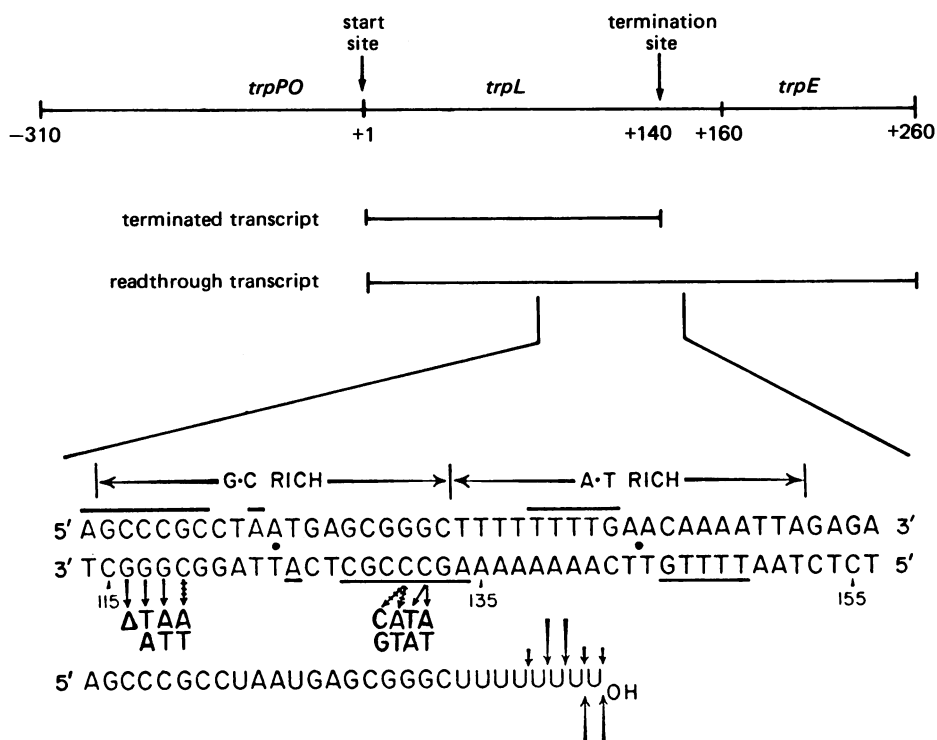 start
site
termination
site
trpPO trpL trpE
−310 +1 +140 +160 +260
terminated transcript
readthrough transcript
G·C RICH A·T RICH
5′ AGCCCGCCTAATGAGCGGGCTTTTTTTTGAACAAAATTAGAGA 3′
3′ TCGGGCGGATTACTCGCCCGAAAAAAAACTTGTTTTAATCTCT 5′
115 135 155
ΔTAA CATA
ATT GTAT
5′ AGCCCGCCUAAUGAGCGGGCUUUUUUUU OH